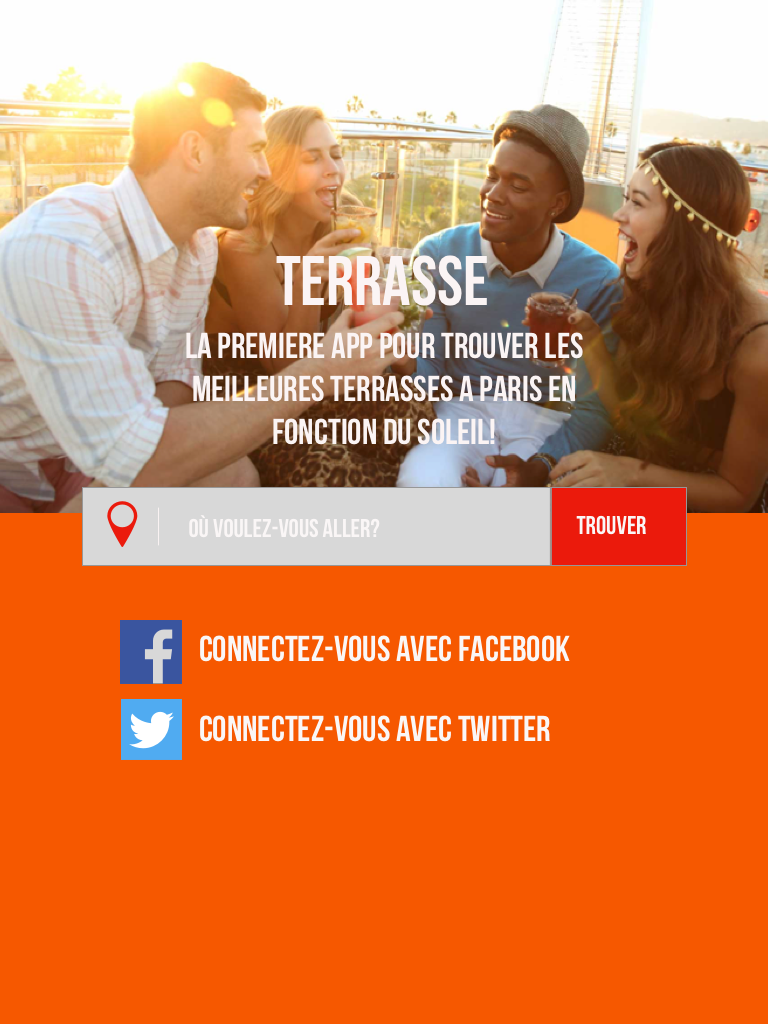 TERRASSE
LA PREMIERE APP POUR TROUVER LES
MEILLEURES TERRASSES A PARIS EN
FONCTION DU SOLEIL!
OÙ VOULEZ-VOUS ALLER?
TROUVER
CONNECTEZ-VOUS AVEC FACEBOOK
CONNECTEZ-VOUS AVEC TWITTER